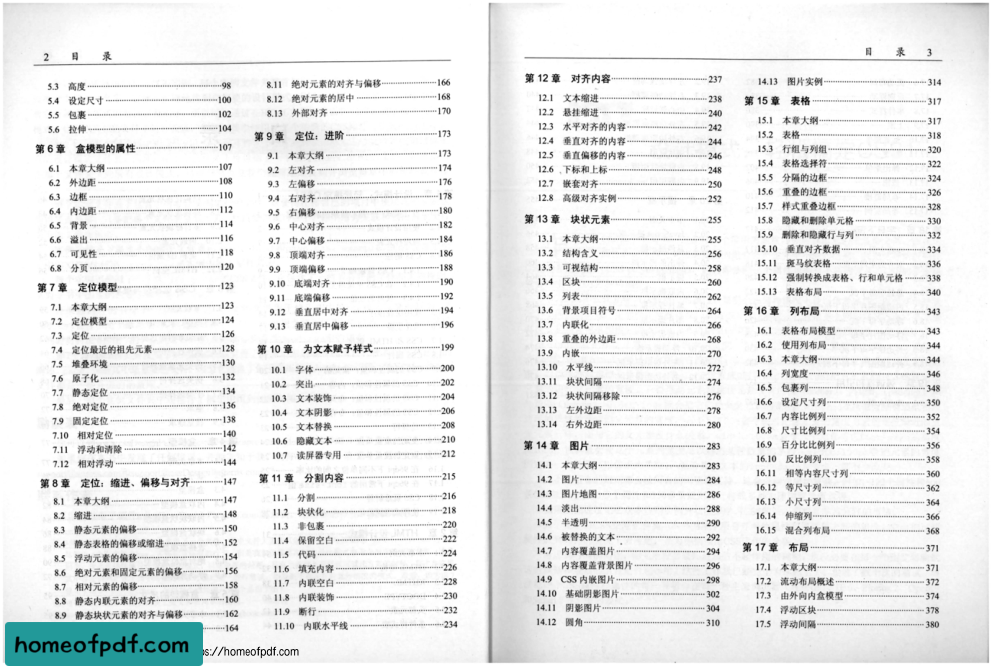 2 目 录
5.3 高度 98
5.4 设定尺寸 100
5.5 包裹 102
5.6 拉伸 104
第 6 章 盒模型的属性 107
6.1 本章大纲 107
6.2 外边距 108
6.3 边框 110
6.4 内边距 112
6.5 背景 114
6.6 溢出 116
6.7 可见性 118
6.8 分页 120
第 7 章 定位模型 123
7.1 本章大纲 123
7.2 定位模型 124
7.3 定位 126
7.4 定位最近的祖先元素 128
7.5 堆叠环境 130
7.6 原子化 132
7.7 静态定位 134
7.8 绝对定位 136
7.9 固定定位 138
7.10 相对定位 140
7.11 浮动和清除 142
7.12 相对浮动 144
第 8 章 定位：缩进、偏移与对齐 147
8.1 本章大纲 147
8.2 缩进 148
8.3 静态元素的偏移 150
8.4 静态表格的偏移或缩进 152
8.5 浮动元素的偏移 154
8.6 绝对元素和固定元素的偏移 156
8.7 相对元素的偏移 158
8.8 静态内联元素的对齐 160
8.9 静态块状元素的对齐与偏移 162
164
8.11 绝对元素的对齐与偏移 166
8.12 绝对元素的居中 168
8.13 外部对齐 170
第 9 章 定位：进阶 173
9.1 本章大纲 173
9.2 左对齐 174
9.3 左偏移 176
9.4 右对齐 178
9.5 右偏移 180
9.6 中心对齐 182
9.7 中心偏移 184
9.8 顶端对齐 186
9.9 顶端偏移 188
9.10 底端对齐 190
9.11 底端偏移 192
9.12 垂直居中对齐 194
9.13 垂直居中偏移 196
第 10 章 为文本赋予样式 199
10.1 字体 200
10.2 突出 202
10.3 文本装饰 204
10.4 文本阴影 206
10.5 文本替换 208
10.6 隐藏文本 210
10.7 读屏器专用 212
第 11 章 分割内容 215
11.1 分割 216
11.2 块状化 218
11.3 非包裹 220
11.4 保留空白 222
11.5 代码 224
11.6 填充内容 226
11.7 内联空白 228
11.8 内联装饰 230
11.9 断行 232
11.10 内联水平线 234
目 录 3
第 12 章 对齐内容 237
12.1 文本缩进 238
12.2 悬挂缩进 240
12.3 水平对齐的内容 242
12.4 垂直对齐的内容 244
12.5 垂直偏移的内容 246
12.6 下标和上标 248
12.7 嵌套对齐 250
12.8 高级对齐实例 252
第 13 章 块状元素 255
13.1 本章大纲 255
13.2 结构含义 256
13.3 可视结构 258
13.4 区块 260
13.5 列表 262
13.6 背景项目符号 264
13.7 内联化 266
13.8 重叠的外边距 268
13.9 内嵌 270
13.10 水平线 272
13.11 块状间隔 274
13.12 块状间隔移除 276
13.13 左外边距 278
13.14 右外边距 280
第 14 章 图片 283
14.1 本章大纲 283
14.2 图片 284
14.3 图片地图 286
14.4 淡出 288
14.5 半透明 290
14.6 被替换的文本 292
14.7 内容覆盖图片 294
14.8 内容覆盖背景图片 296
14.9 CSS 内嵌图片 298
14.10 基础阴影图片 302
14.11 阴影图片 304
14.12 圆角 310
14.13 图片实例 314
第 15 章 表格 317
15.1 本章大纲 317
15.2 表格 318
15.3 行组与列组 320
15.4 表格选择符 322
15.5 分隔的边框 324
15.6 重叠的边框 326
15.7 样式重叠边框 328
15.8 隐藏和删除单元格 330
15.9 删除和隐藏行与列 332
15.10 垂直对齐数据 334
15.11 斑马纹表格 336
15.12 强制转换成表格、行和单元格 338
15.13 表格布局 340
第 16 章 列布局 343
16.1 表格布局模型 343
16.2 使用列布局 344
16.3 本章大纲 344
16.4 列宽度 346
16.5 包裹列 348
16.6 设定尺寸列 350
16.7 内容比例列 352
16.8 尺寸比例列 354
16.9 百分比比例列 356
16.10 反比例列 358
16.11 相等内容尺寸列 360
16.12 等尺寸列 362
16.13 小尺寸列 364
16.14 伸缩列 366
16.15 混合列布局 368
第 17 章 布局 371
17.1 本章大纲 371
17.2 流动布局概述 372
17.3 由外向内盒模型 374
17.4 浮动区块 378
17.5 浮动间隔 380
homeofpdf.com
s://homeofpdf.com